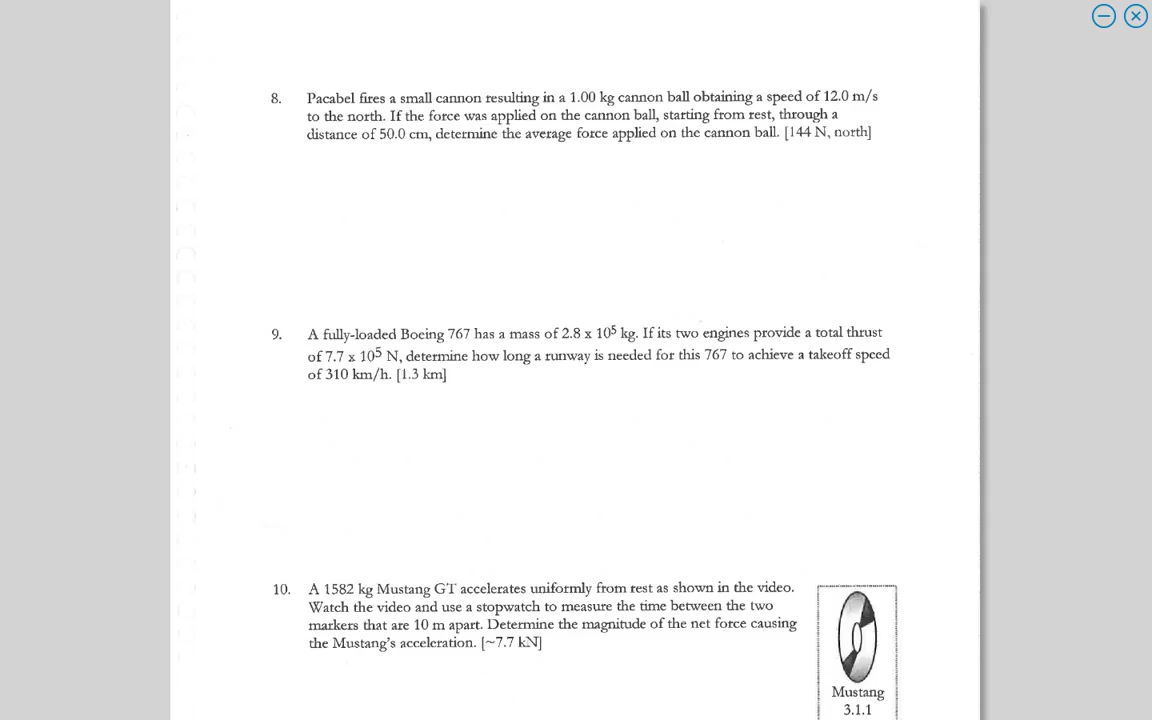 8. Pacabel fires a small cannon resulting in a 1.00 kg cannon ball obtaining a speed of 12.0 m/s
to the north. If the force was applied on the cannon ball, starting from rest, through a
distance of 50.0 cm, determine the average force applied on the cannon ball. [144 N, north]
9. A fully-loaded Boeing 767 has a mass of 2.8 x 10⁵ kg. If its two engines provide a total thrust
of 7.7 x 10⁵ N, determine how long a runway is needed for this 767 to achieve a takeoff speed
of 310 km/h. [1.3 km]
10. A 1582 kg Mustang GT accelerates uniformly from rest as shown in the video.
Watch the video and use a stopwatch to measure the time between the two
markers that are 10 m apart. Determine the magnitude of the net force causing
the Mustang's acceleration. [~7.7 kN]
Mustang
3.1.1